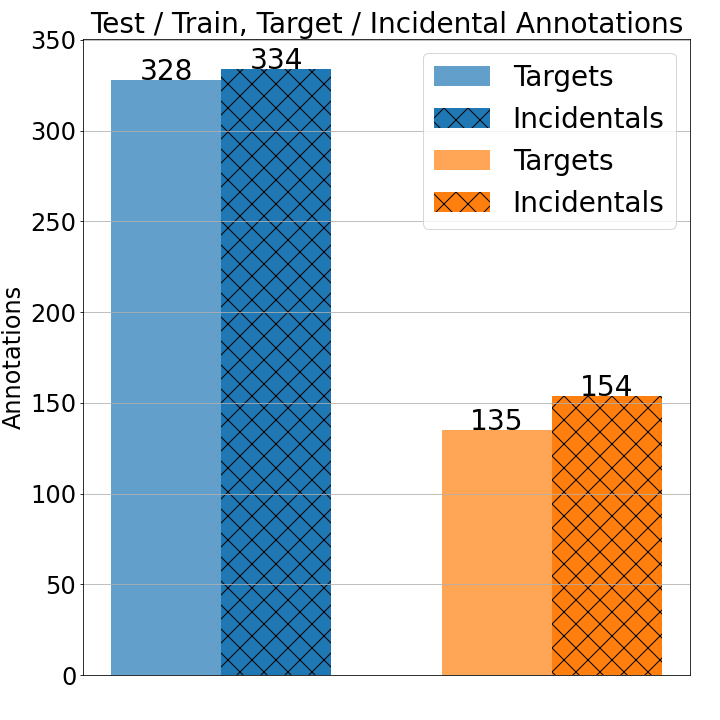 Test / Train, Target / Incidental Annotations
350
300
250
200
150
100
50
0
Annotations
328
334
135
154
Targets
Incidentals
Targets
Incidentals